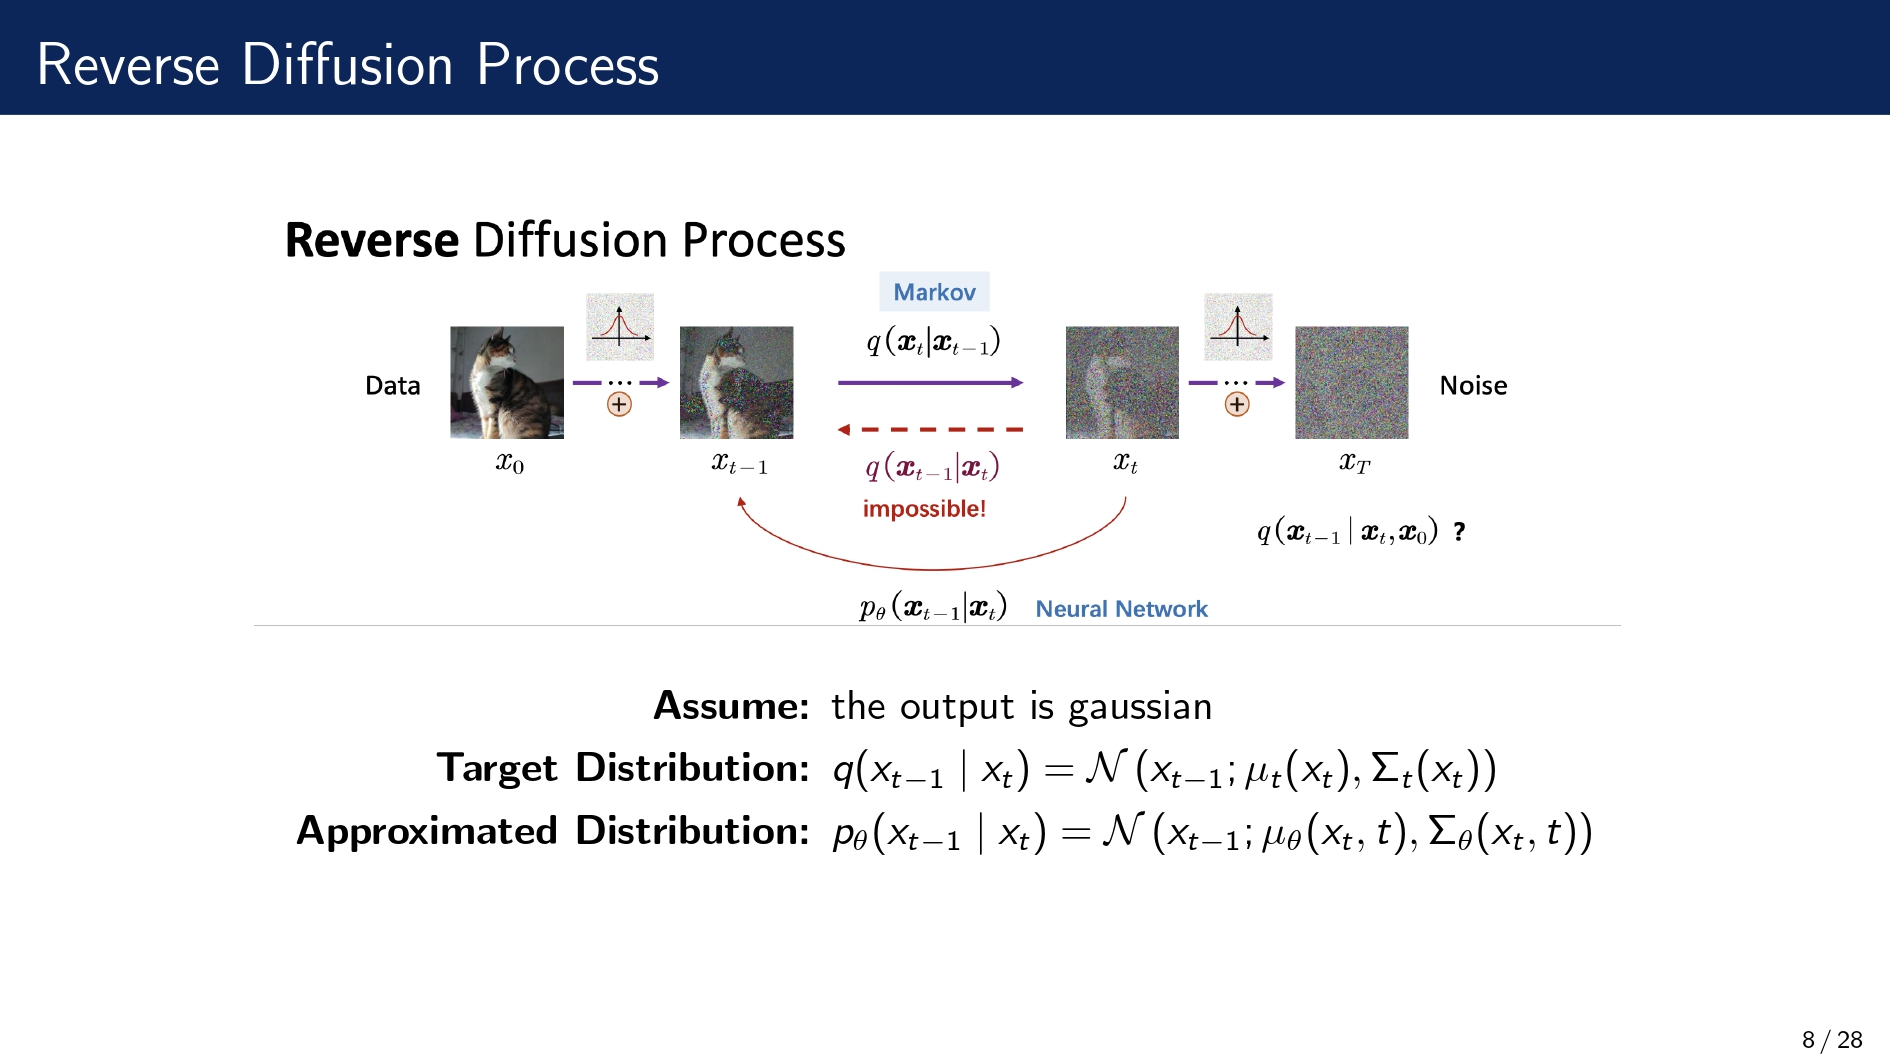 Reverse Diffusion Process
Reverse Diffusion Process
Markov
q(x_t|x_{t−1})
Data
... ...
Noise
+ +
x_0 x_{t−1} x_t x_T
q(x_{t−1}|x_t)
impossible!
q(x_{t−1} | x_t, x_0) ?
p_θ(x_{t−1}|x_t) Neural Network
Assume: the output is gaussian
Target Distribution: q(x_{t−1} | x_t) = 𝒩(x_{t−1}; μ_t(x_t), Σ_t(x_t))
Approximated Distribution: p_θ(x_{t−1} | x_t) = 𝒩(x_{t−1}; μ_θ(x_t, t), Σ_θ(x_t, t))
8 / 28